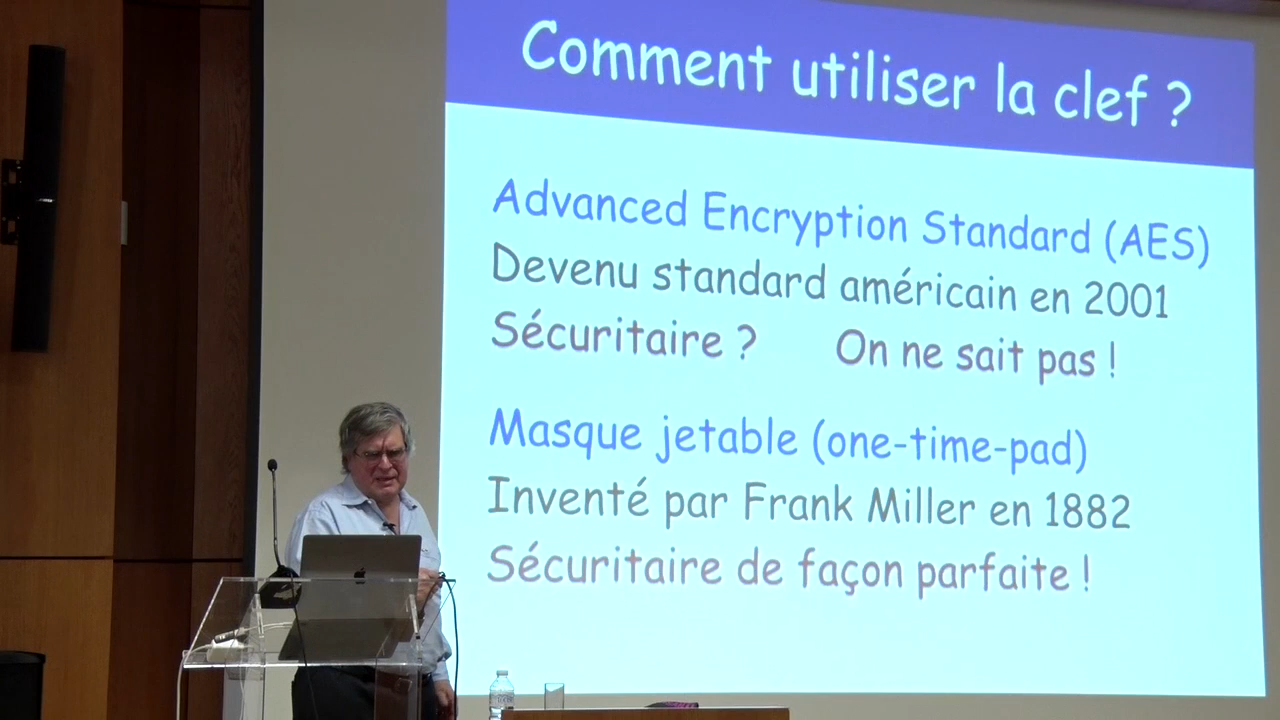 Comment utiliser la clef ?
Advanced Encryption Standard (AES)
Devenu standard américain en 2001
Sécuritaire ? On ne sait pas !
Masque jetable (one-time-pad)
Inventé par Frank Miller en 1882
Sécuritaire de façon parfaite !